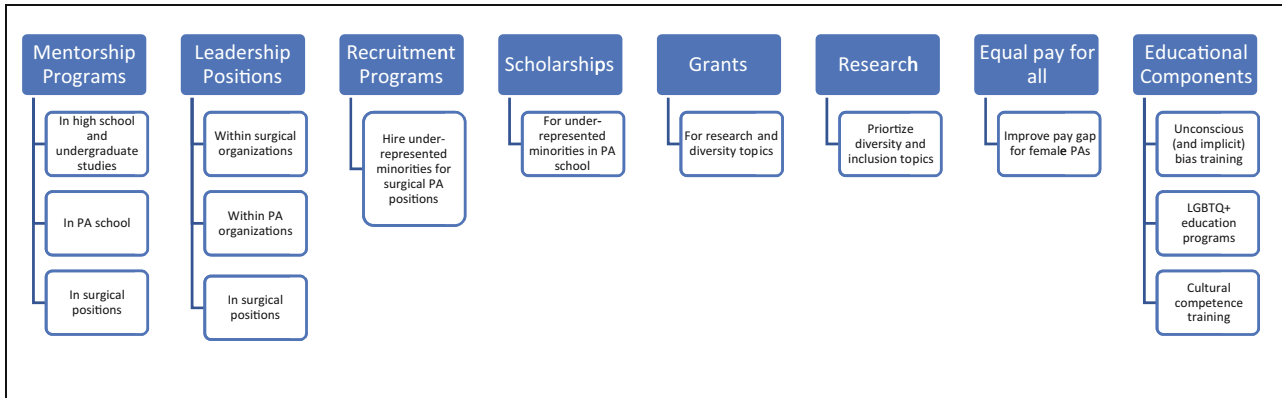 Mentorship
Programs
In high school
and
undergraduate
studies
In PA school
In surgical
positions
Leadership
Positions
Within surgical
organizations
Within PA
organizations
In surgical
positions
Recruitment
Programs
Hire under-
represented
minorities for
surgical PA
positions
Scholarships
For under-
represented
minorities in PA
school
Grants
For research and
diversity topics
Research
Priortize
diversity and
inclusion topics
Equal pay for
all
Improve pay gap
for female PAs
Educational
Components
Unconscious
(and implicit)
bias training
LGBTQ+
education
programs
Cultural
competence
training